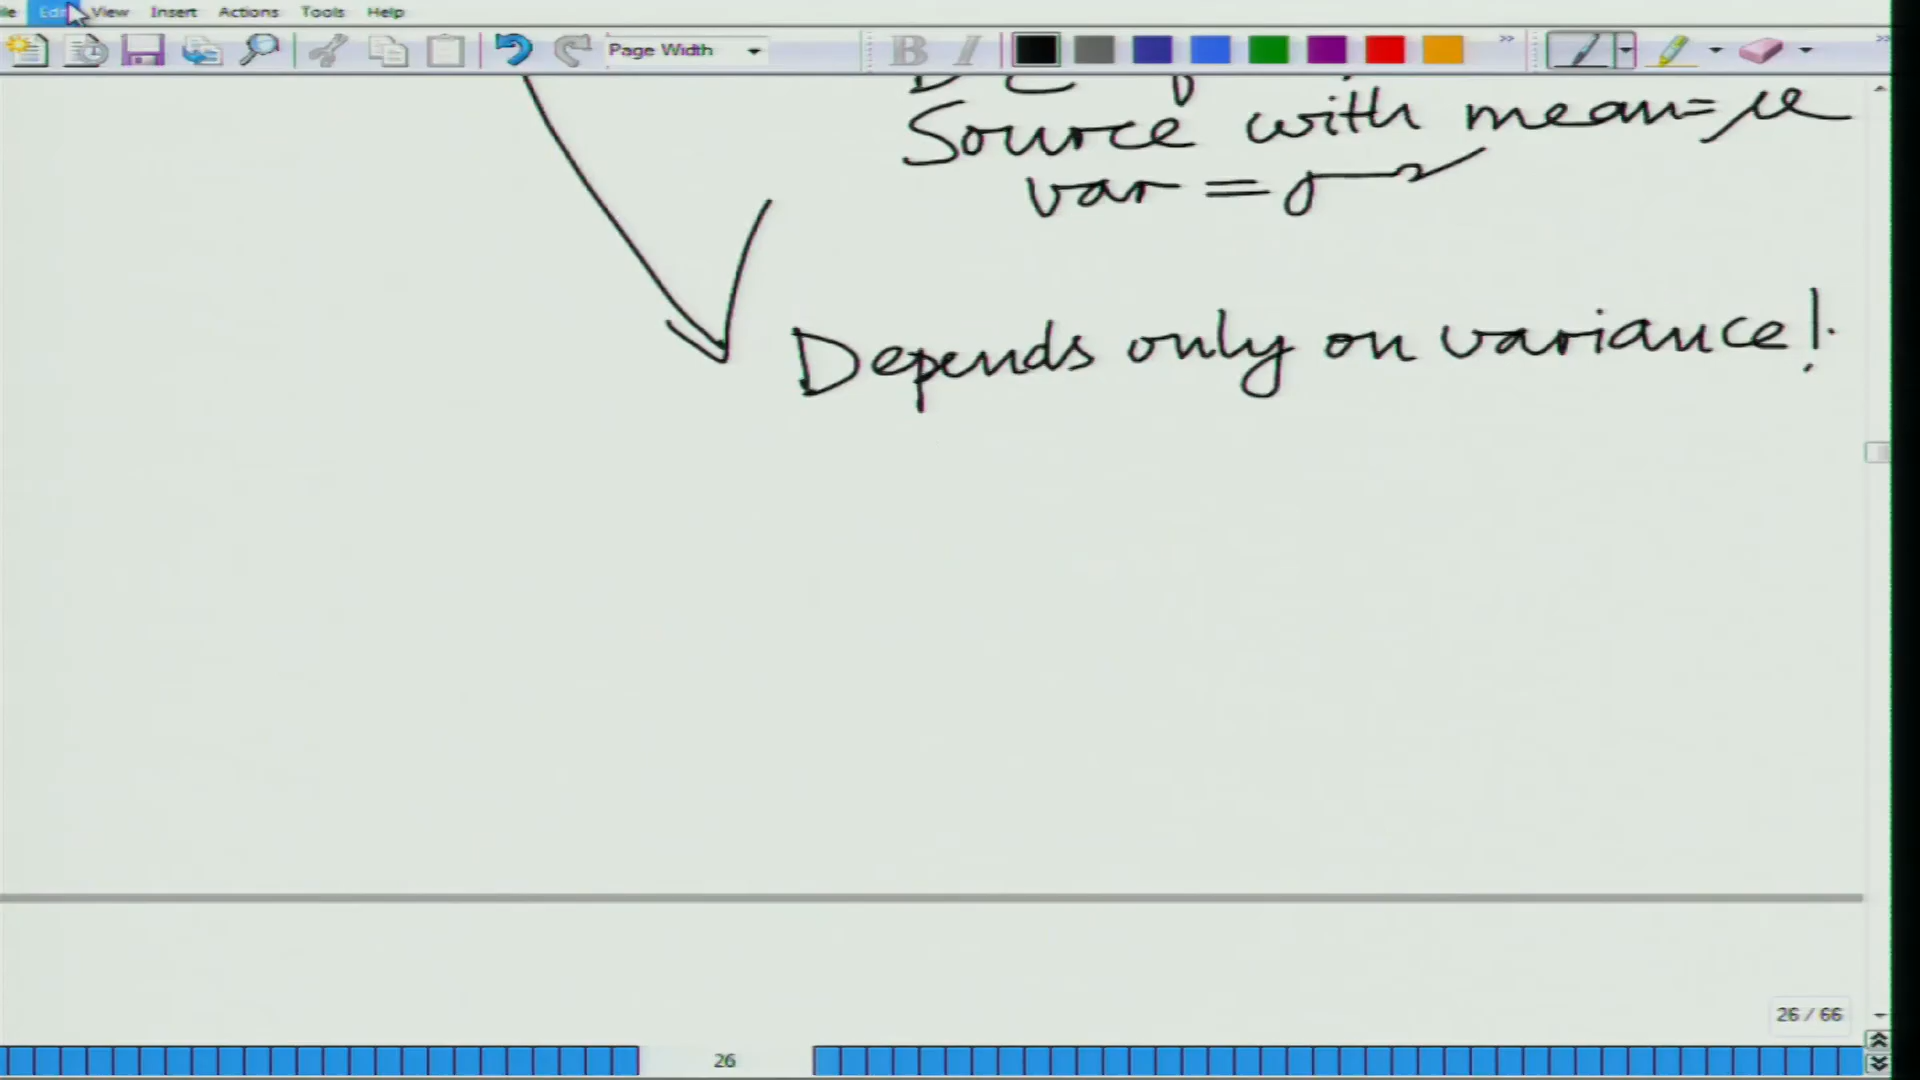 Edit View Insert Actions Tools Help
Page Width
B I
Source with mean=μ
var = σ²
Depends only on variance!
26 / 66
26